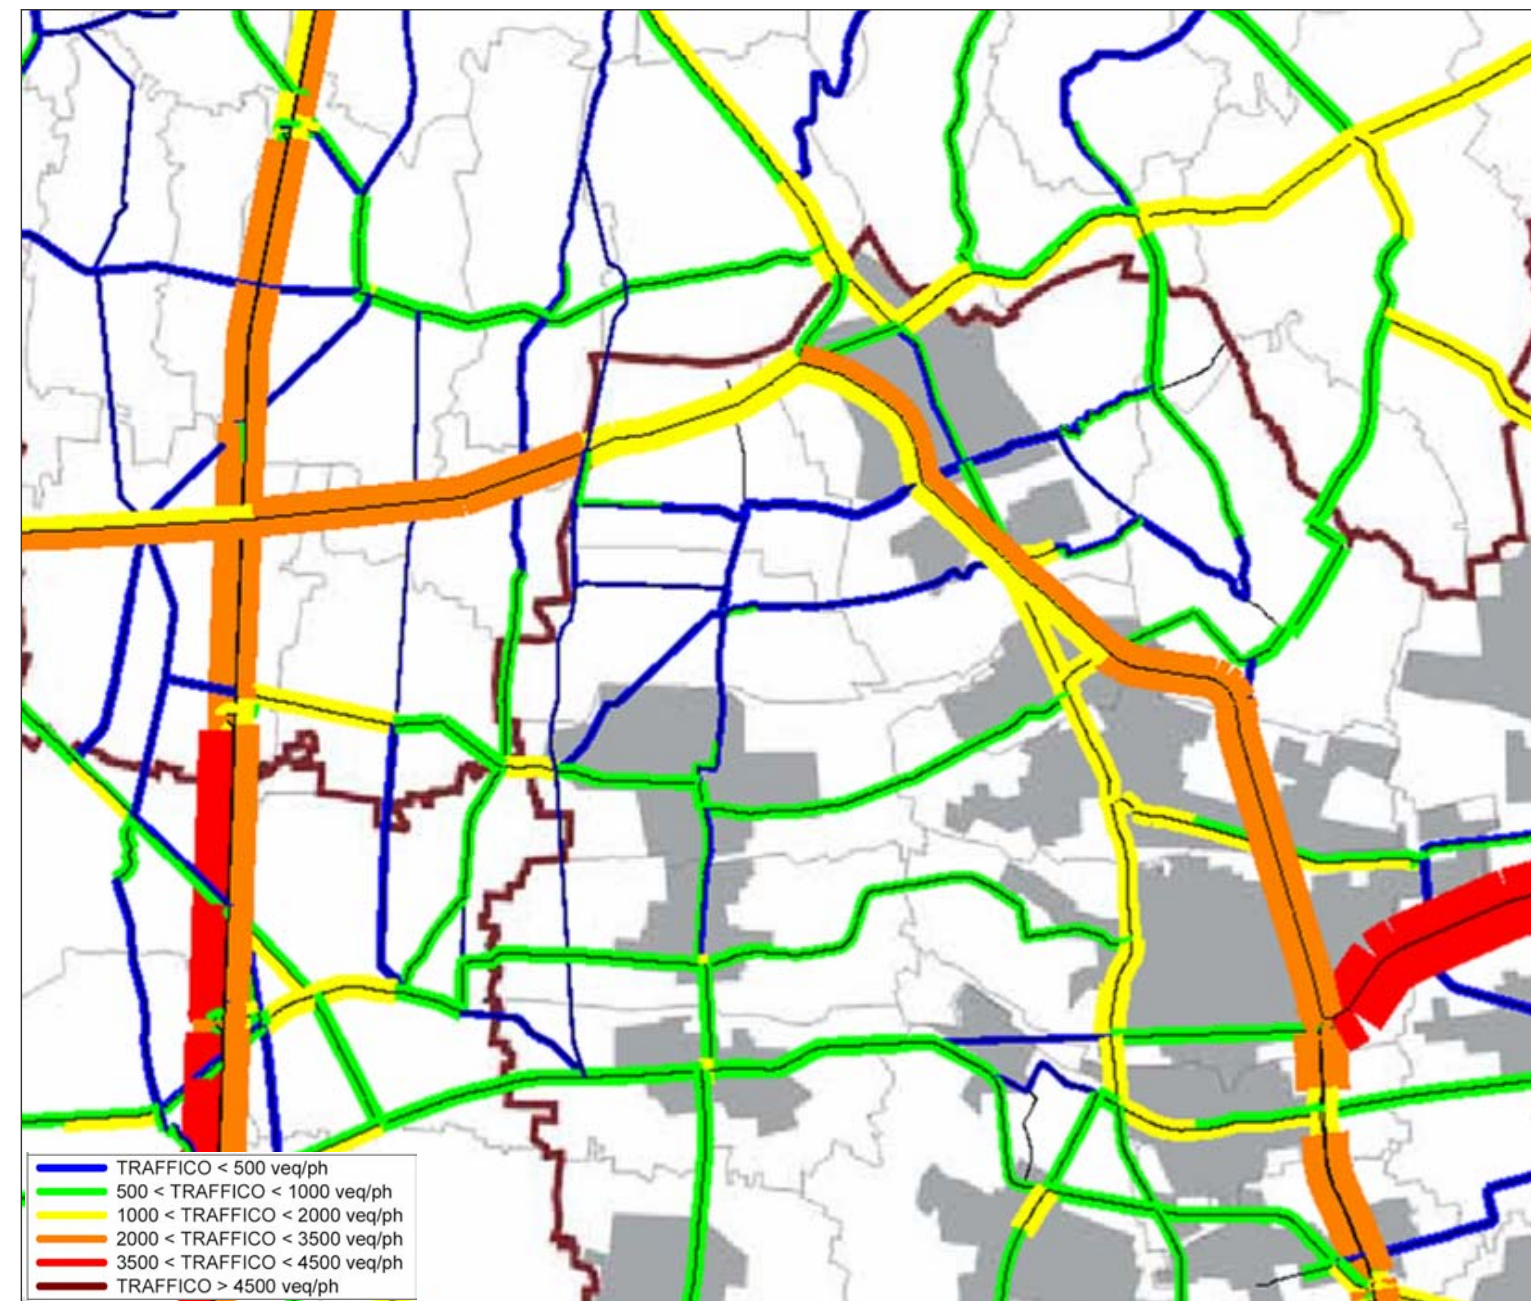 TRAFFICO < 500 veq/ph
500 < TRAFFICO < 1000 veq/ph
1000 < TRAFFICO < 2000 veq/ph
2000 < TRAFFICO < 3500 veq/ph
3500 < TRAFFICO < 4500 veq/ph
TRAFFICO > 4500 veq/ph